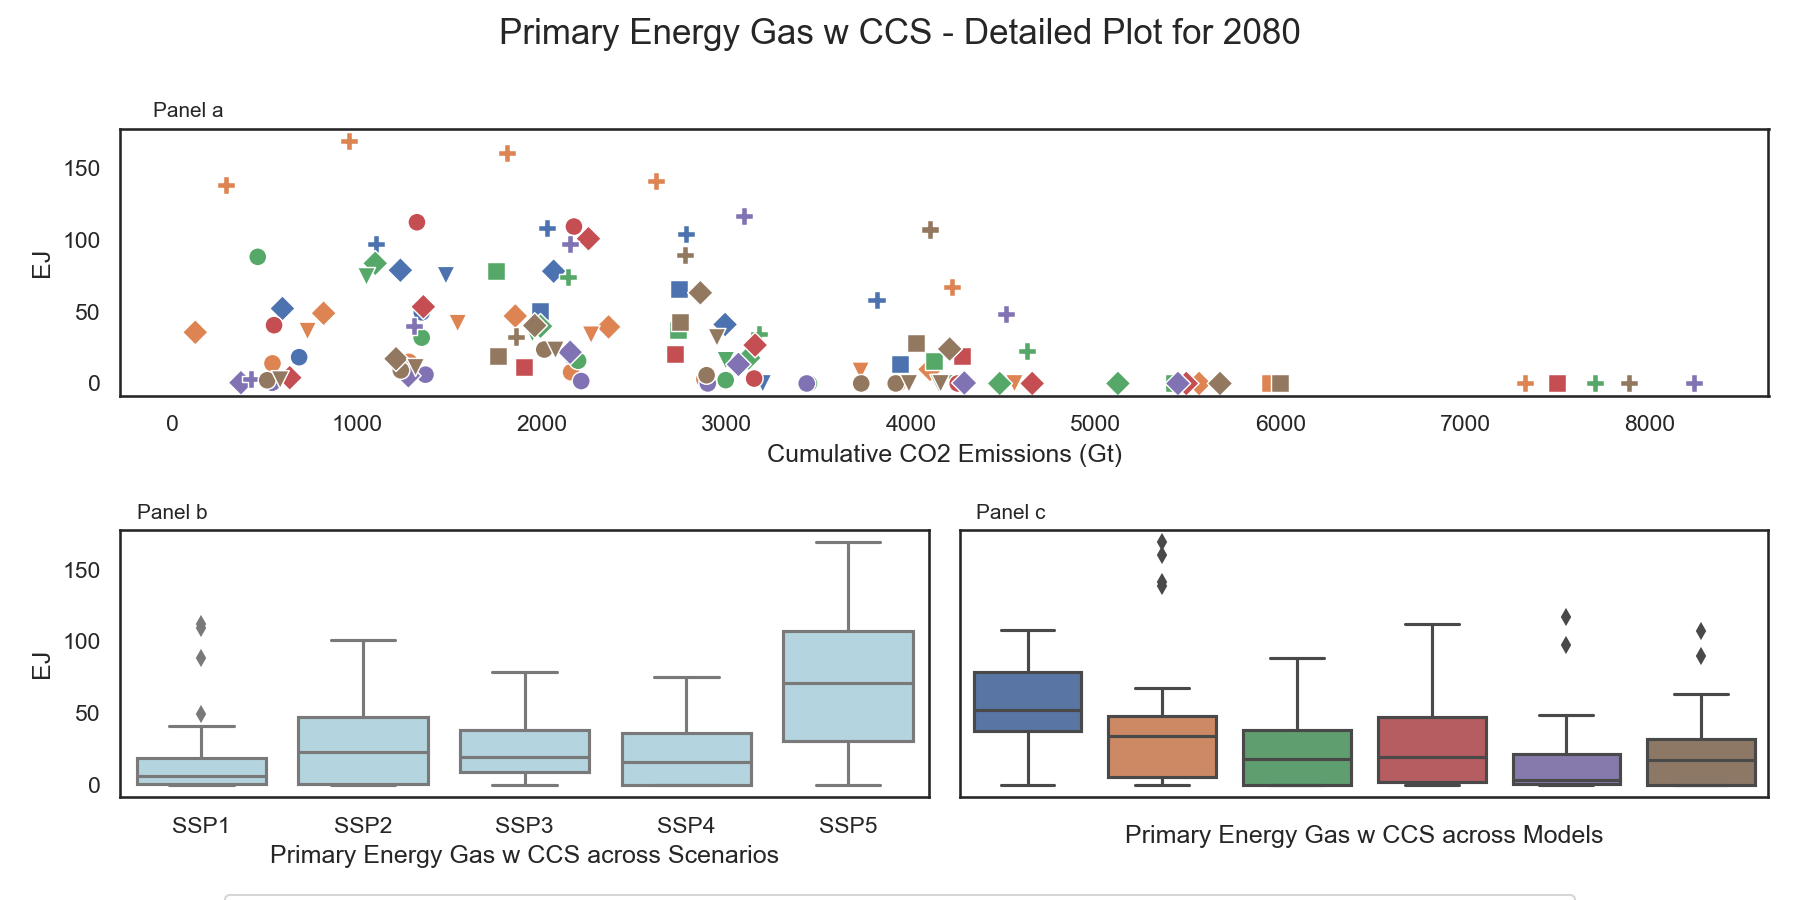 Primary Energy Gas w CCS - Detailed Plot for 2080
Panel a
150
100
50
0
EJ
0 1000 2000 3000 4000 5000 6000 7000 8000
Cumulative CO2 Emissions (Gt)
Panel b
150
100
50
0
EJ
SSP1 SSP2 SSP3 SSP4 SSP5
Primary Energy Gas w CCS across Scenarios
Panel c
Primary Energy Gas w CCS across Models